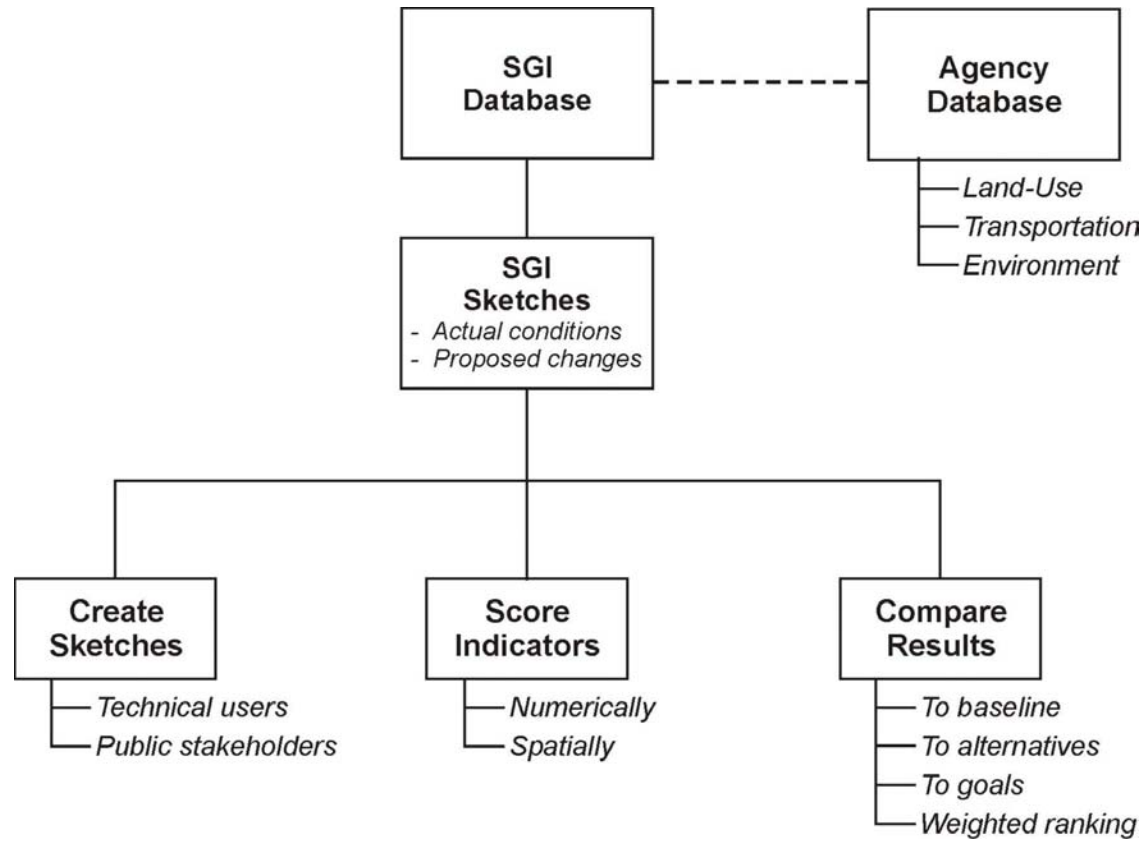 SGI
Database
Agency
Database
Land-Use
Transportation
Environment
SGI
Sketches
- Actual conditions
- Proposed changes
Create
Sketches
Technical users
Public stakeholders
Score
Indicators
Numerically
Spatially
Compare
Results
To baseline
To alternatives
To goals
Weighted ranking